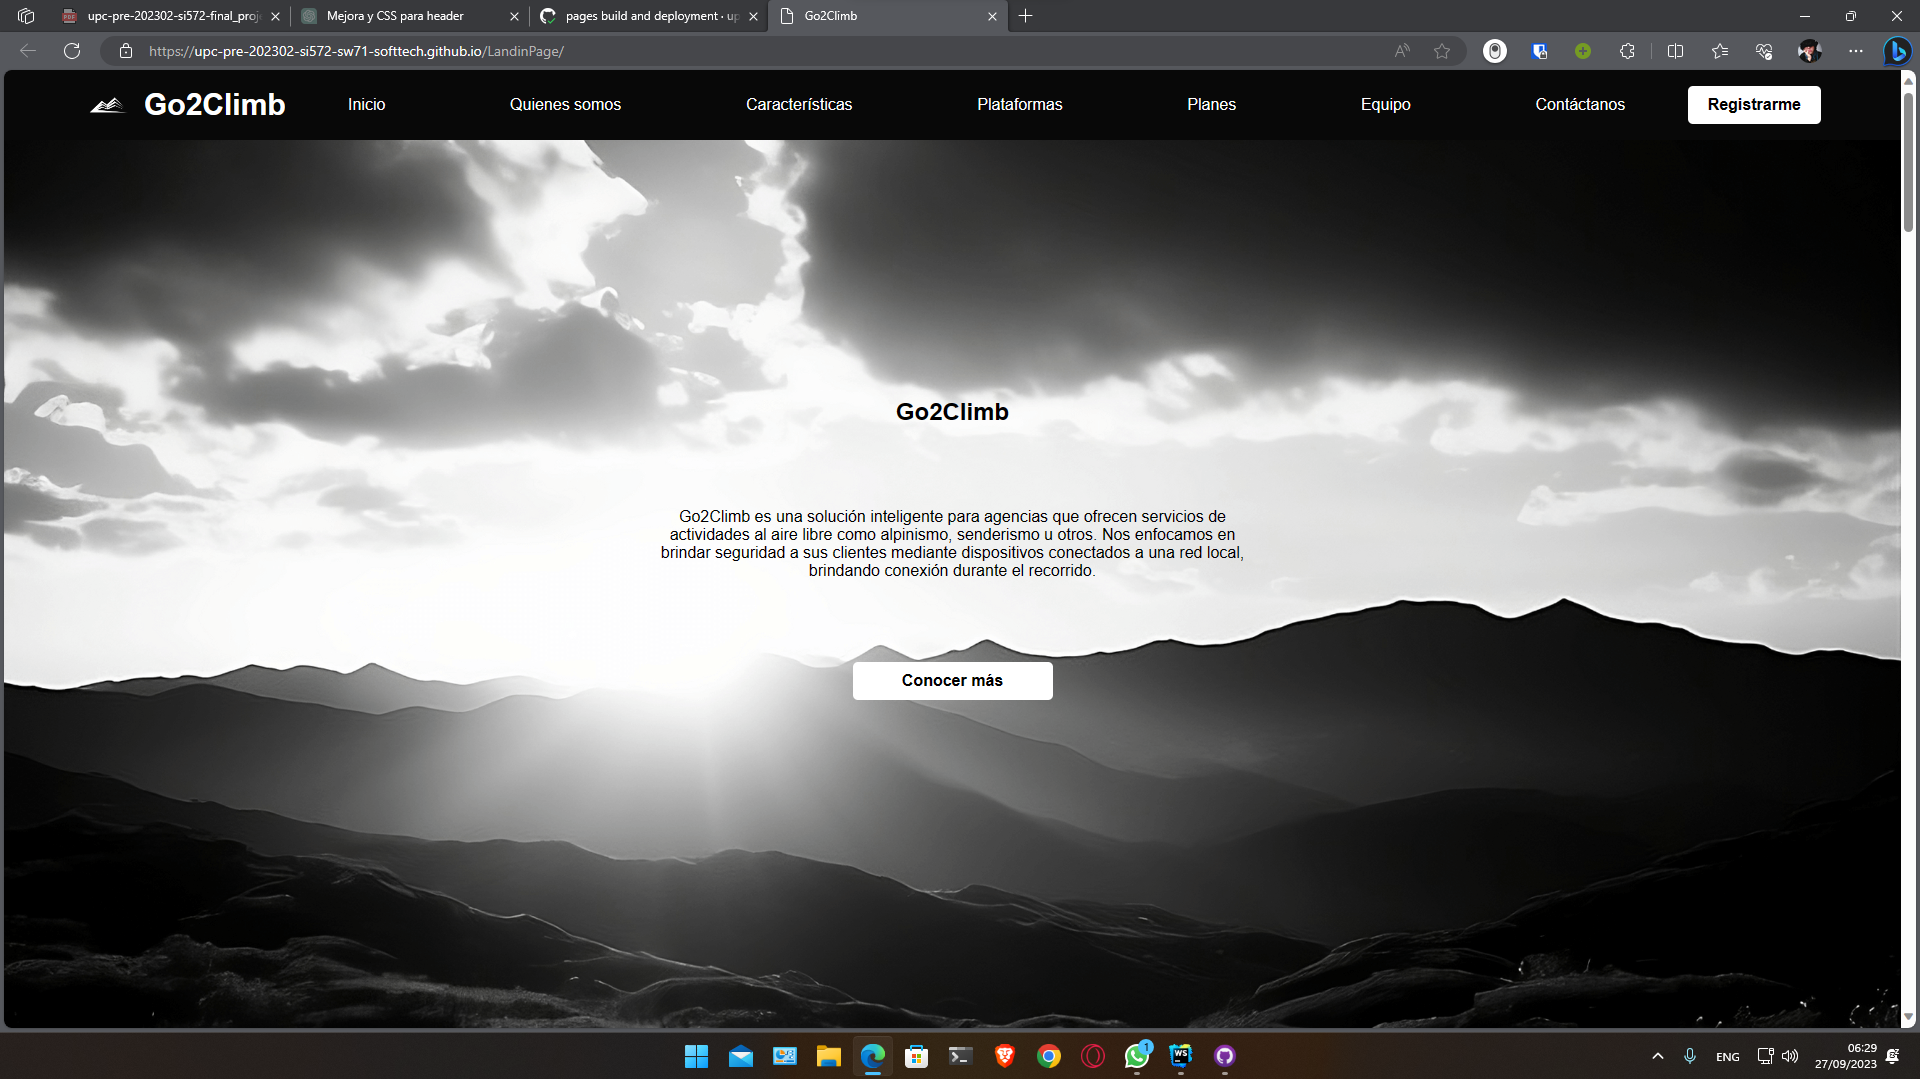 upc-pre-202302-si572-final_proj
Mejora y CSS para header
pages build and deployment · up
Go2Climb
https://upc-pre-202302-si572-sw71-softtech.github.io/LandinPage/
Go2Climb
Inicio
Quienes somos
Características
Plataformas
Planes
Equipo
Contáctanos
Registrarme
Go2Climb
Go2Climb es una solución inteligente para agencias que ofrecen servicios de
actividades al aire libre como alpinismo, senderismo u otros. Nos enfocamos en
brindar seguridad a sus clientes mediante dispositivos conectados a una red local,
brindando conexión durante el recorrido.
Conocer más
1
WS
ENG
06:29
27/09/2023